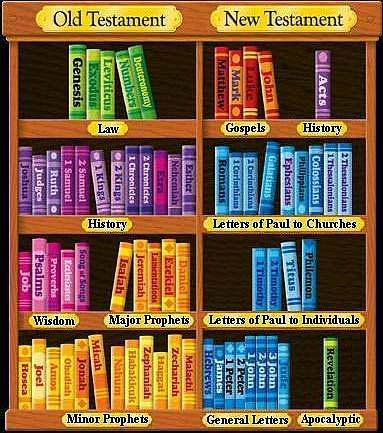 Old Testament
New Testament
Genesis
Exodus
Leviticus
Numbers
Deuteronomy
Law
Matthew
Mark
Luke
John
Gospels
Acts
History
Joshua
Judges
Ruth
1 Samuel
2 Samuel
1 Kings
2 Kings
1 Chronicles
2 Chronicles
Ezra
Nehemiah
Esther
History
Romans
1 Corinthians
2 Corinthians
Galatians
Ephesians
Philippians
Colossians
1 Thessalonians
2 Thessalonians
Letters of Paul to Churches
Job
Psalms
Proverbs
Ecclesiastes
Song of Songs
Wisdom
Isaiah
Jeremiah
Lamentations
Ezekiel
Daniel
Major Prophets
1 Timothy
2 Timothy
Titus
Philemon
Letters of Paul to Individuals
Hosea
Joel
Amos
Obadiah
Jonah
Micah
Nahum
Habakkuk
Zephaniah
Haggai
Zechariah
Malachi
Minor Prophets
Hebrews
James
1 Peter
2 Peter
1 John
2 John
3 John
Jude
General Letters
Revelation
Apocalyptic